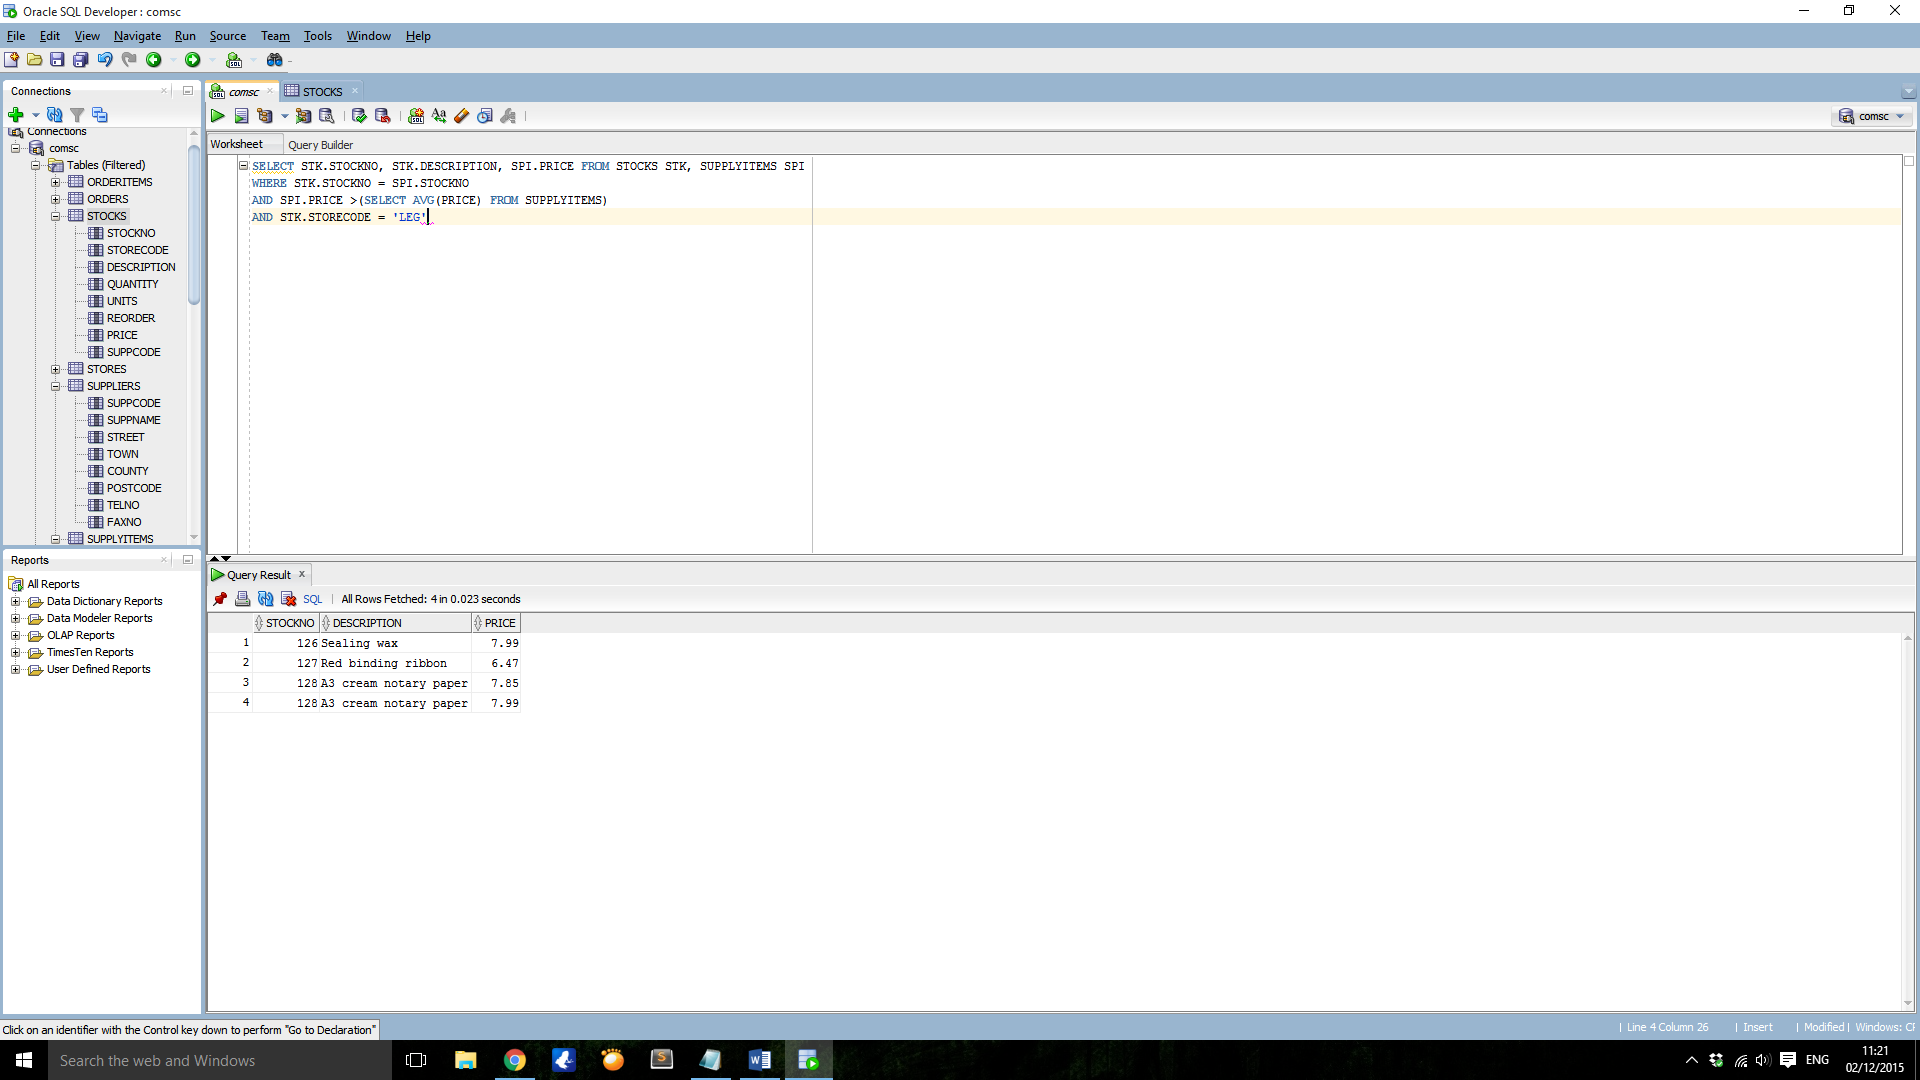 Oracle SQL Developer : comsc
File Edit View Navigate Run Source Team Tools Window Help
Connections
Connections
comsc
Tables (Filtered)
ORDERITEMS
ORDERS
STOCKS
STOCKNO
STORECODE
DESCRIPTION
QUANTITY
UNITS
REORDER
PRICE
SUPPCODE
STORES
SUPPLIERS
SUPPCODE
SUPPNAME
STREET
TOWN
COUNTY
POSTCODE
TELNO
FAXNO
SUPPLYITEMS
Reports
All Reports
Data Dictionary Reports
Data Modeler Reports
OLAP Reports
TimesTen Reports
User Defined Reports
comsc STOCKS
comsc
Worksheet Query Builder
SELECT STK.STOCKNO, STK.DESCRIPTION, SPI.PRICE FROM STOCKS STK, SUPPLYITEMS SPI
WHERE STK.STOCKNO = SPI.STOCKNO
AND SPI.PRICE >(SELECT AVG(PRICE) FROM SUPPLYITEMS)
AND STK.STORECODE = 'LEG'
Query Result
SQL | All Rows Fetched: 4 in 0.023 seconds
STOCKNO DESCRIPTION PRICE
1 126 Sealing wax 7.99
2 127 Red binding ribbon 6.47
3 128 A3 cream notary paper 7.85
4 128 A3 cream notary paper 7.99
Click on an identifier with the Control key down to perform "Go to Declaration"
| Line 4 Column 26 | Insert | Modified | Windows: CF
Search the web and Windows
ENG
11:21
02/12/2015